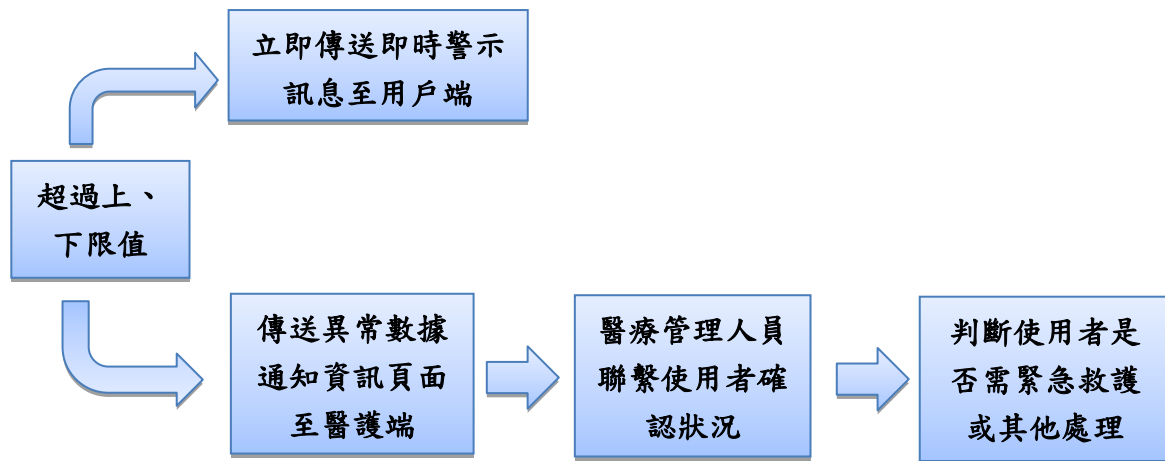 立即傳送即時警示
訊息至用戶端
超過上、
下限值
傳送異常數據
通知資訊頁面
至醫護端
醫療管理人員
聯繫使用者確
認狀況
判斷使用者是
否需緊急救護
或其他處理